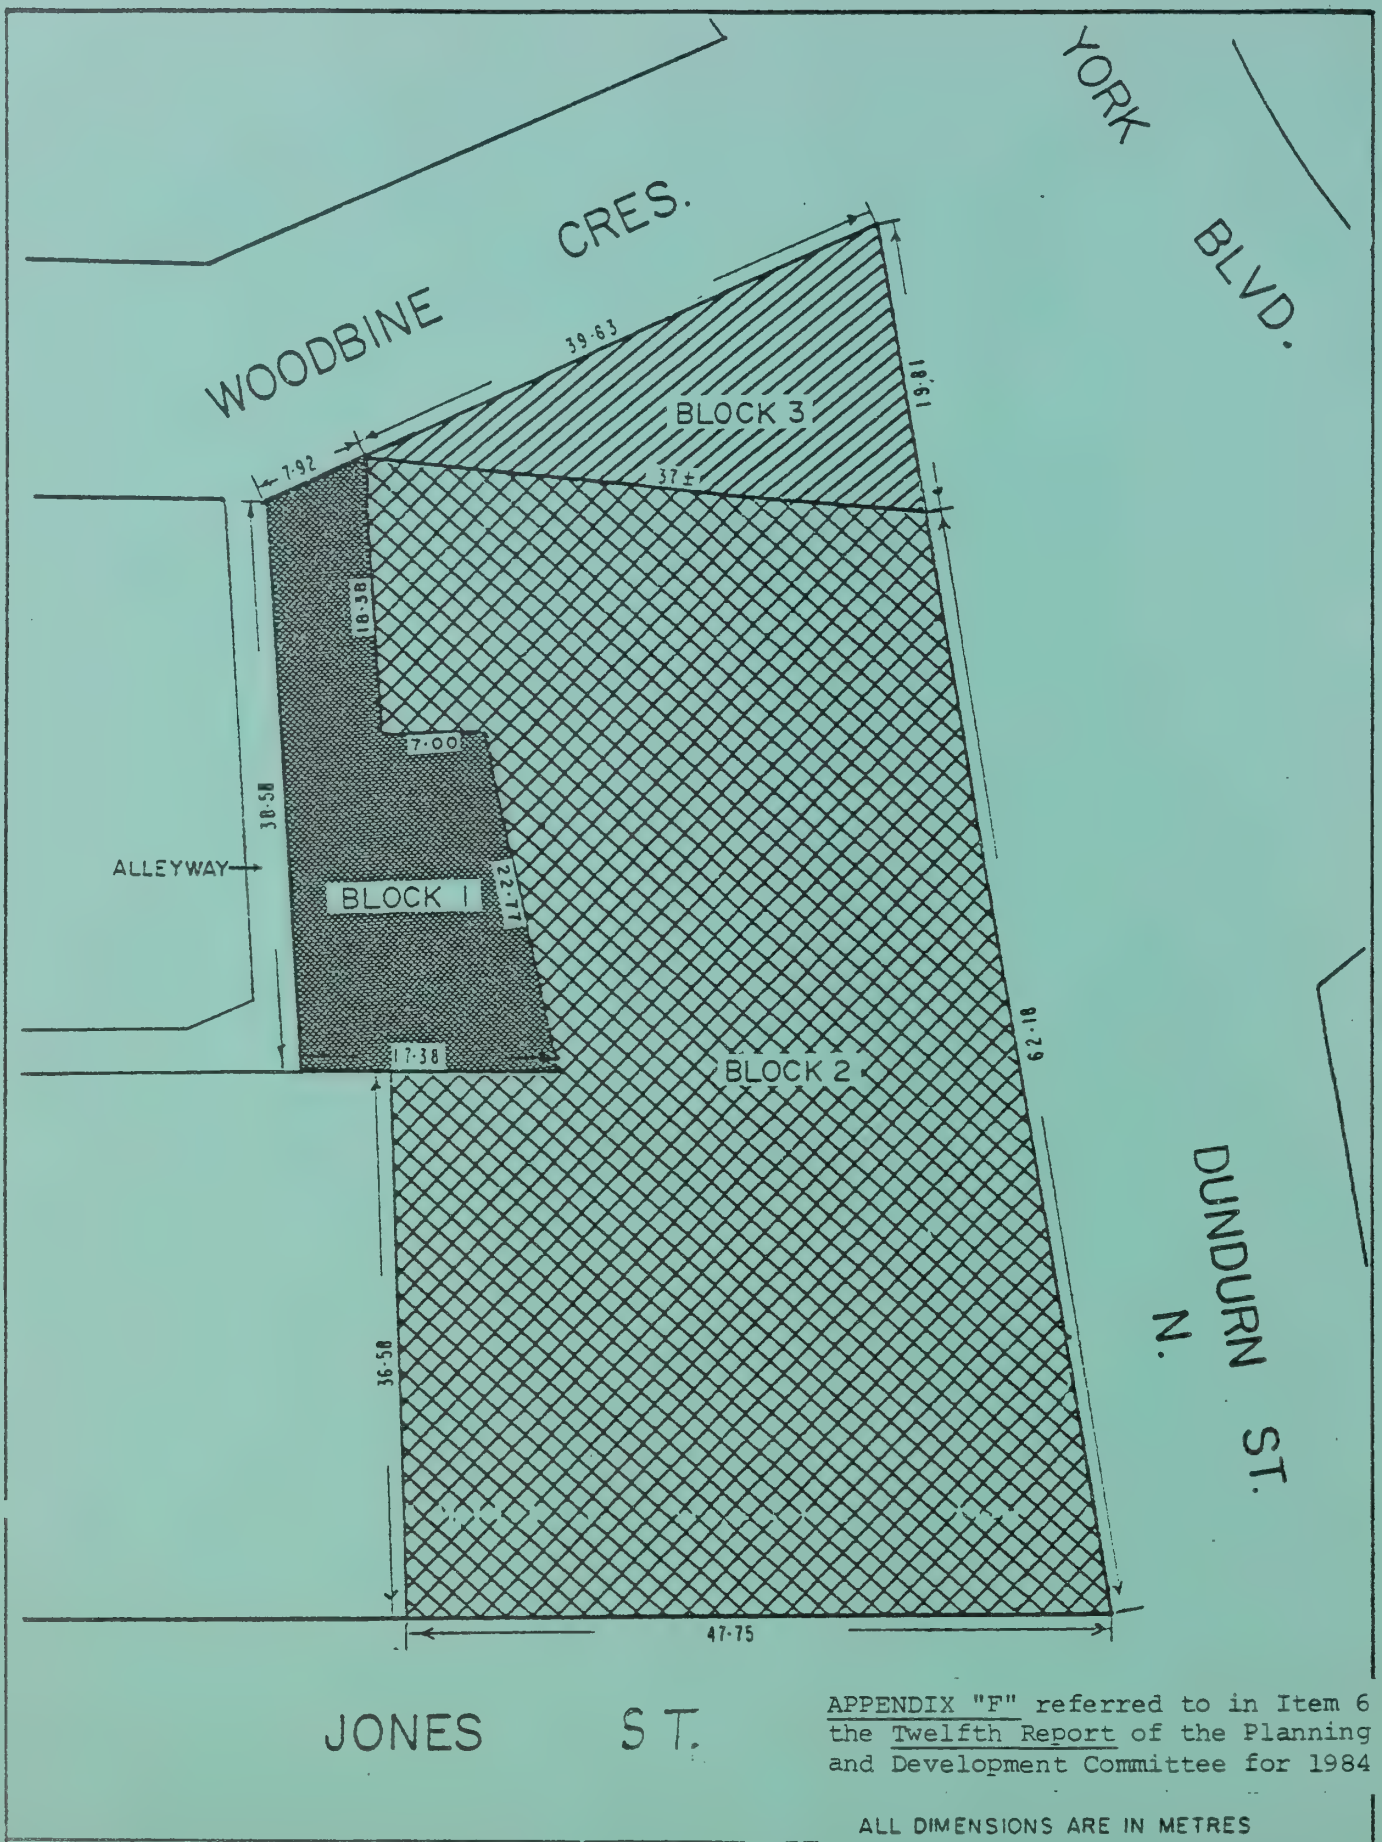 YORK
BLVD.
WOODBINE CRES.
39·63
19·81
BLOCK 3
7·92
37 ±
18·38
7·00
38·58
ALLEYWAY
BLOCK 1
22·77
17·38
BLOCK 2
62·18
36·58
DUNDURN ST.
N.
47·75
JONES ST.
APPENDIX "F" referred to in Item 6
the Twelfth Report of the Planning
and Development Committee for 1984
ALL DIMENSIONS ARE IN METRES